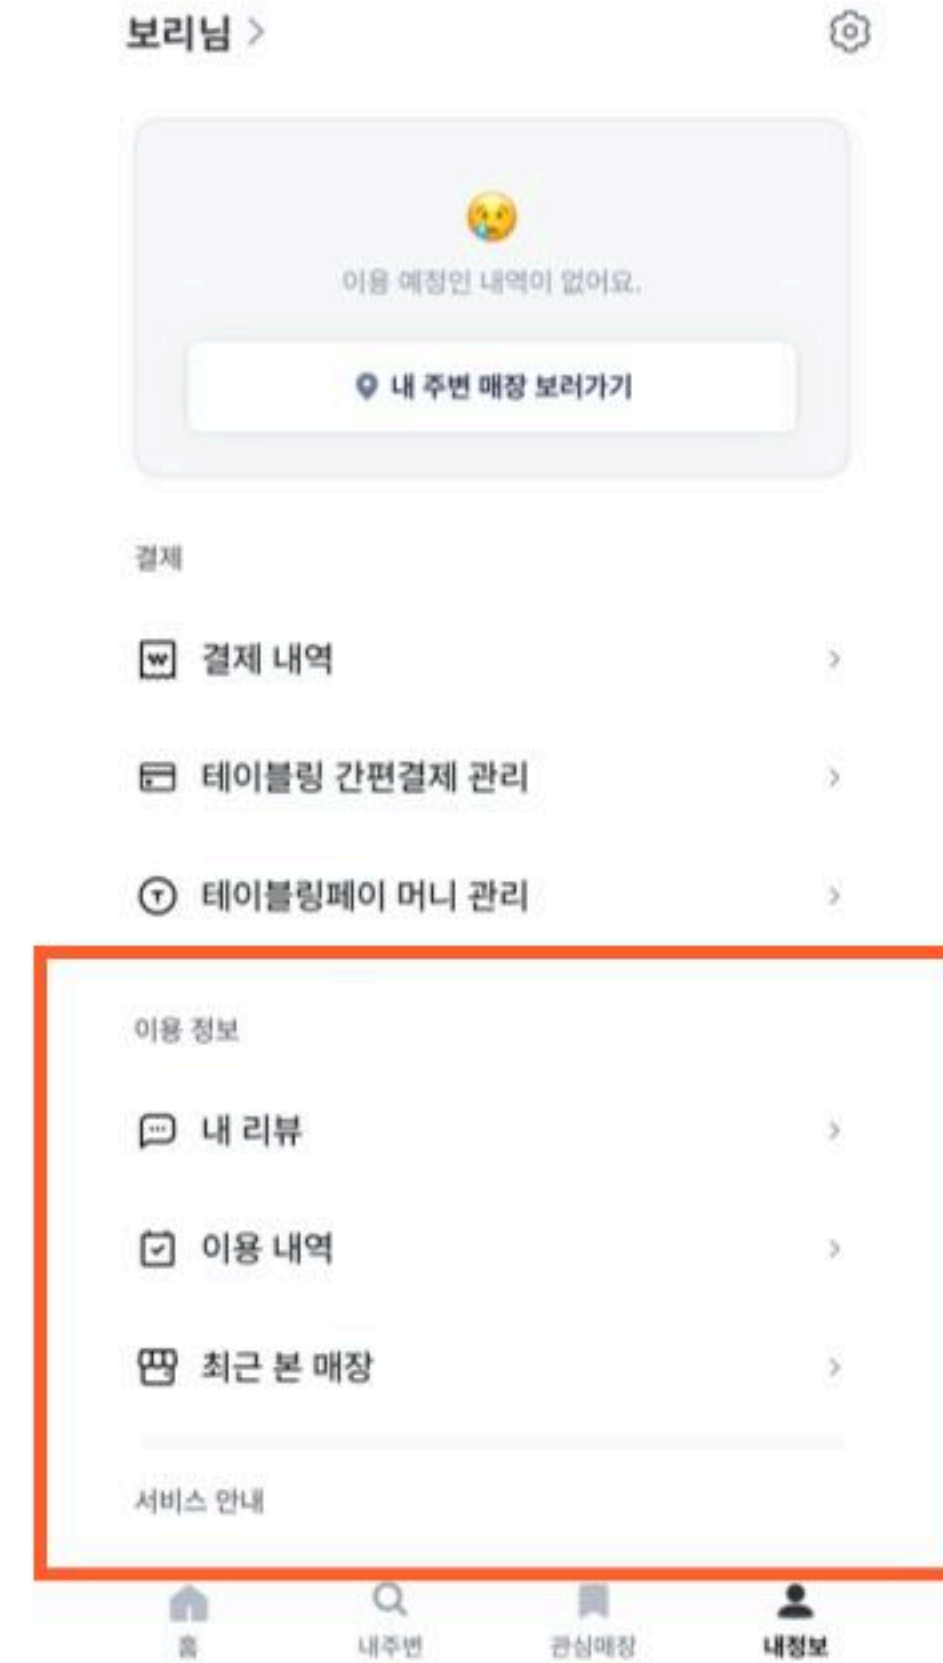 보리님 >
이용 예정인 내역이 없어요.
내 주변 매장 보러가기
결제
결제 내역
테이블링 간편결제 관리
테이블링페이 머니 관리
이용 정보
내 리뷰
이용 내역
최근 본 매장
서비스 안내
홈 내주변 관심매장 내정보